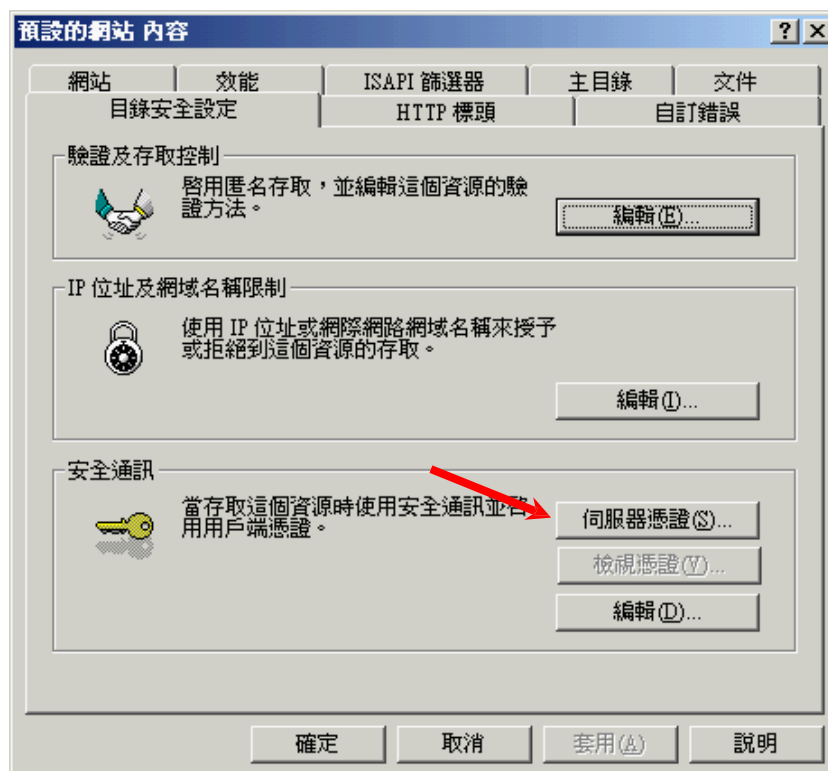 預設的網站 內容
網站 效能 ISAPI 篩選器 主目錄 文件
目錄安全設定 HTTP 標頭 自訂錯誤
驗證及存取控制
啓用匿名存取，並編輯這個資源的驗
證方法。
編輯(E)...
IP 位址及網域名稱限制
使用 IP 位址或網際網路網域名稱來授予
或拒絕到這個資源的存取。
編輯(I)...
安全通訊
當存取這個資源時使用安全通訊並啓
用用戶端憑證。
伺服器憑證(S)...
檢視憑證(V)...
編輯(D)...
確定 取消 套用(A) 說明